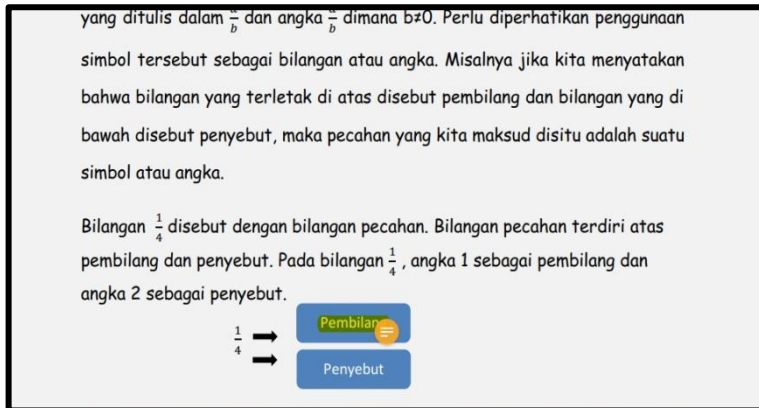 yang ditulis dalam a/b dan angka a/b dimana b≠0. Perlu diperhatikan penggunaan
simbol tersebut sebagai bilangan atau angka. Misalnya jika kita menyatakan
bahwa bilangan yang terletak di atas disebut pembilang dan bilangan yang di
bawah disebut penyebut, maka pecahan yang kita maksud disitu adalah suatu
simbol atau angka.
Bilangan 1/4 disebut dengan bilangan pecahan. Bilangan pecahan terdiri atas
pembilang dan penyebut. Pada bilangan 1/4 , angka 1 sebagai pembilang dan
angka 2 sebagai penyebut.
1/4
Pembilang
Penyebut